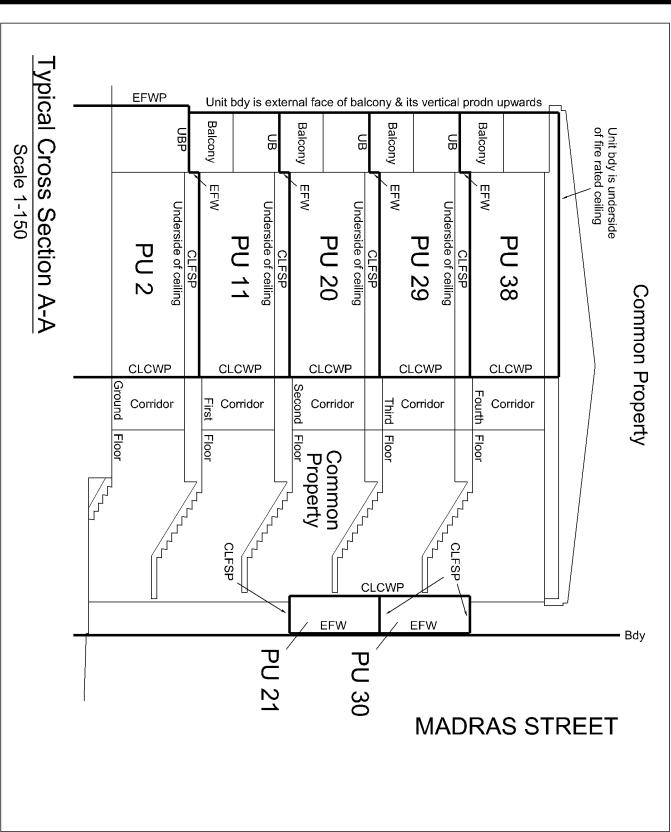 Typical Cross Section A-A
Scale 1-150
Common Property
Unit bdy is underside
of fire rated ceiling
Unit bdy is external face of balcony & its vertical prodn upwards
EFWP
UBP
Balcony
UB
Balcony
UB
Balcony
UB
Balcony
EFW
EFW
EFW
EFW
PU 2
Underside of ceiling
CLFSP
PU 11
Underside of ceiling
CLFSP
PU 20
Underside of ceiling
CLFSP
PU 29
Underside of ceiling
CLFSP
PU 38
CLCWP
CLCWP
CLCWP
CLCWP
CLCWP
Ground Floor
Corridor
First Floor
Corridor
Second Floor
Corridor
Third Floor
Corridor
Fourth Floor
Corridor
Common
Property
CLFSP
CLFSP
CLCWP
EFW
EFW
Bdy
PU 21
PU 30
MADRAS STREET